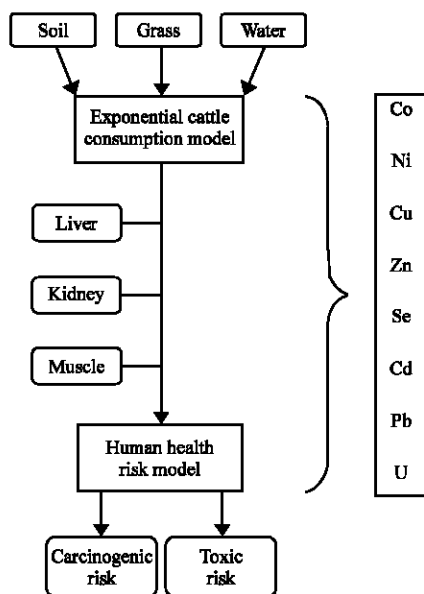 Soil
Grass
Water
Exponential cattle
consumption model
Liver
Kidney
Muscle
Human health
risk model
Carcinogenic
risk
Toxic
risk
Co
Ni
Cu
Zn
Se
Cd
Pb
U